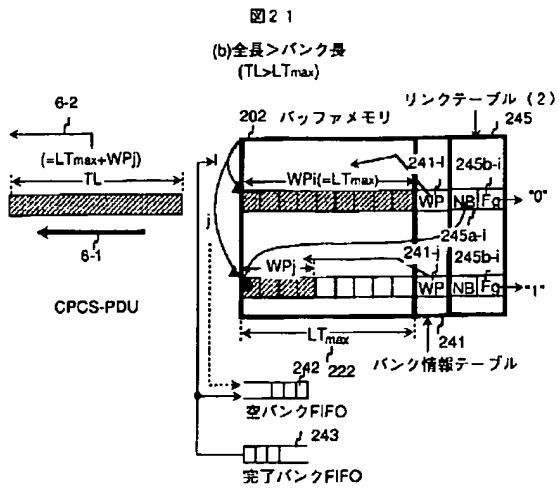 図21
(b)全長>バンク長
(TL>LTmax)
リンクテーブル (2)
6-2
202 バッファメモリ
245
(=LTmax+WPj)
TL
i
WPi(=LTmax)
241-i
245b-i
WP
NB
Fg
"0"
6-1
j
245a-i
WPj
241-j
245b-i
WP
NB
Fg
"1"
CPCS-PDU
LTmax
241
222
バンク情報テーブル
242
空バンクFIFO
243
完了バンクFIFO